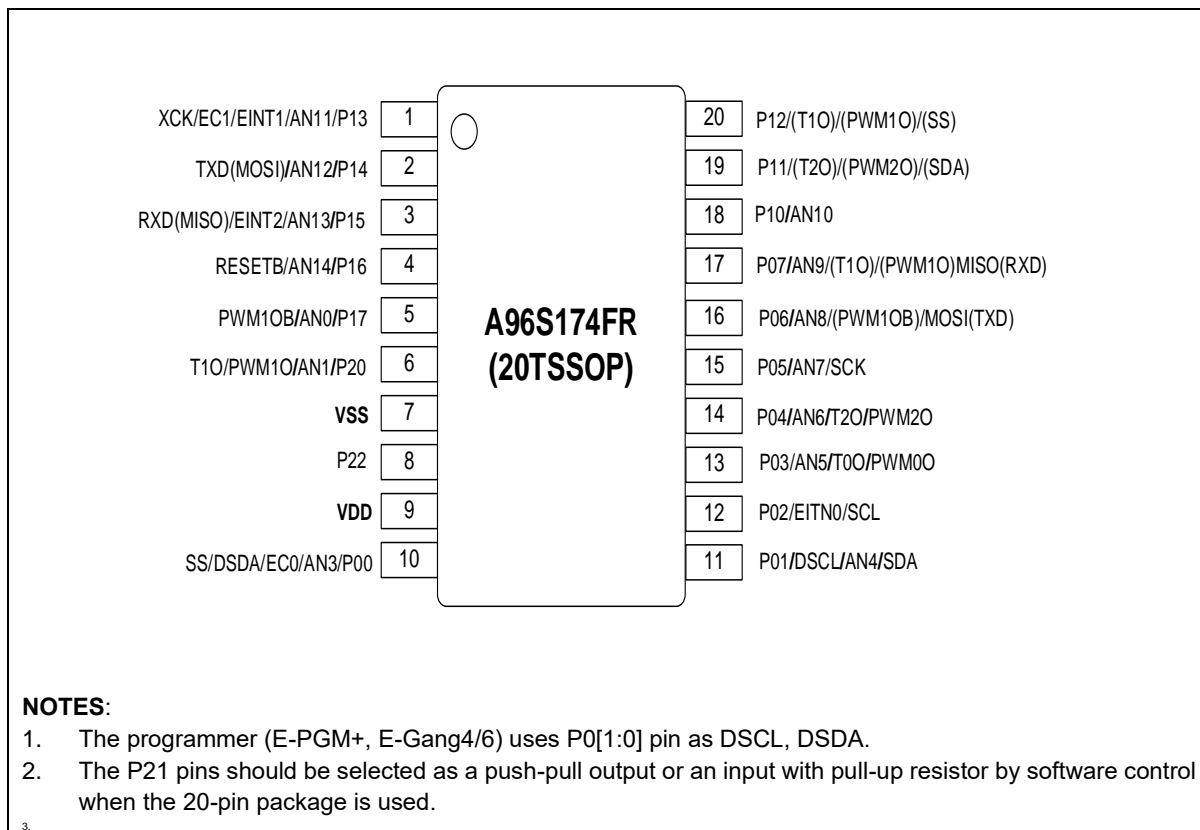 XCK/EC1/EINT1/AN11/P13 1
TXD(MOSI)/AN12/P14 2
RXD(MISO)/EINT2/AN13/P15 3
RESETB/AN14/P16 4
PWM1OB/AN0/P17 5
T1O/PWM1O/AN1/P20 6
VSS 7
P22 8
VDD 9
SS/DSDA/EC0/AN3/P00 10
A96S174FR
(20TSSOP)
20 P12/(T1O)/(PWM1O)/(SS)
19 P11/(T2O)/(PWM2O)/(SDA)
18 P10/AN10
17 P07/AN9/(T1O)/(PWM1O)MISO(RXD)
16 P06/AN8/(PWM1OB)/MOSI(TXD)
15 P05/AN7/SCK
14 P04/AN6/T2O/PWM2O
13 P03/AN5/T0O/PWM0O
12 P02/EITN0/SCL
11 P01/DSCL/AN4/SDA
NOTES:
1. The programmer (E-PGM+, E-Gang4/6) uses P0[1:0] pin as DSCL, DSDA.
2. The P21 pins should be selected as a push-pull output or an input with pull-up resistor by software control
when the 20-pin package is used.
3.